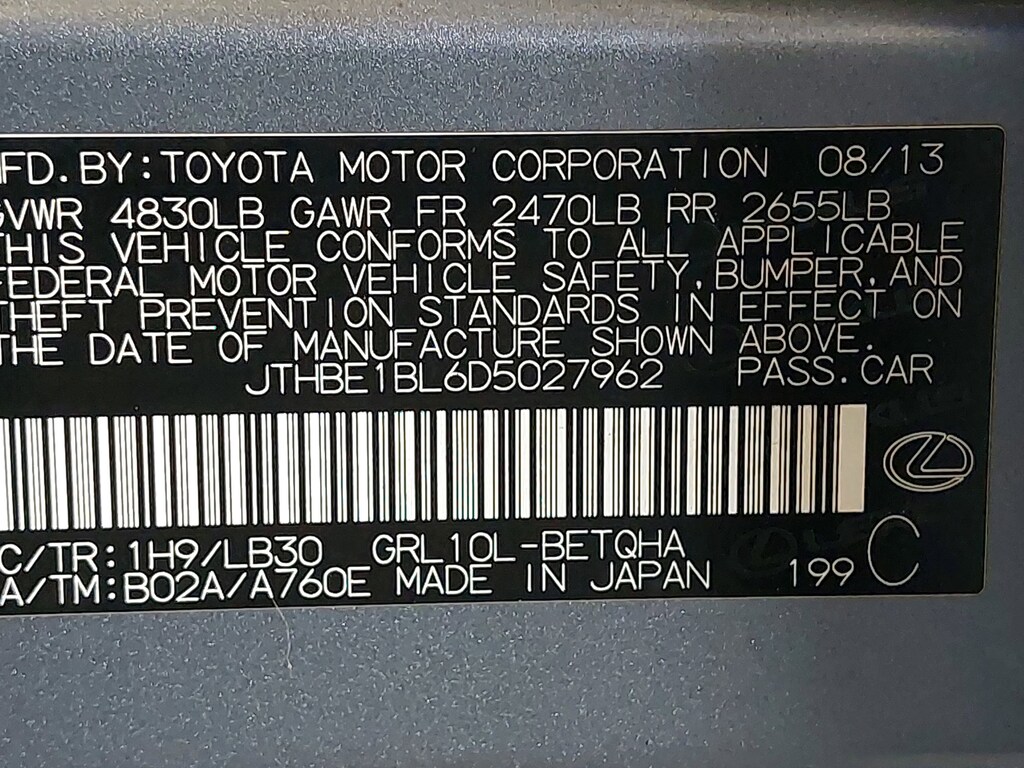 MFD. BY: TOYOTA MOTOR CORPORATION 08/13
GVWR 4830LB GAWR FR 2470LB RR 2655LB
THIS VEHICLE CONFORMS TO ALL APPLICABLE
FEDERAL MOTOR VEHICLE SAFETY, BUMPER, AND
THEFT PREVENTION STANDARDS IN EFFECT ON
THE DATE OF MANUFACTURE SHOWN ABOVE.
JTHBE1BL6D5027962 PASS. CAR
C/TR: 1H9/LB30 GRL10L-BETQHA
A/TM: B02A/A760E MADE IN JAPAN 199 C